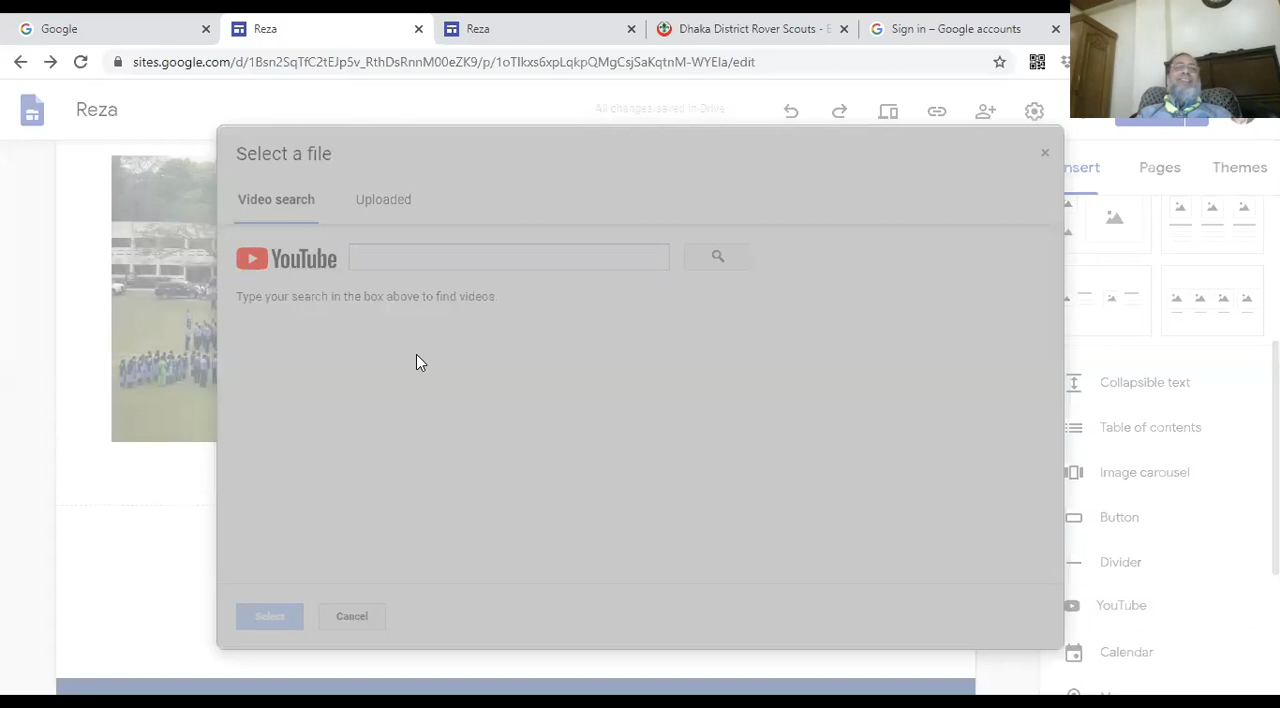 Google
Reza
Reza
Dhaka District Rover Scouts -
Sign in – Google accounts
sites.google.com/d/1Bsn2SqTfC2tEJp5v_RthDsRnnM00eZK9/p/1oTIkxs6xpLqkpQMgCsjSaKqtnM-WYEIa/edit
Reza
All changes saved in Drive
Select a file
Insert
Pages
Themes
Video search
Uploaded
YouTube
Type your search in the box above to find videos.
Collapsible text
Table of contents
Image carousel
Button
Divider
YouTube
Calendar
Select
Cancel